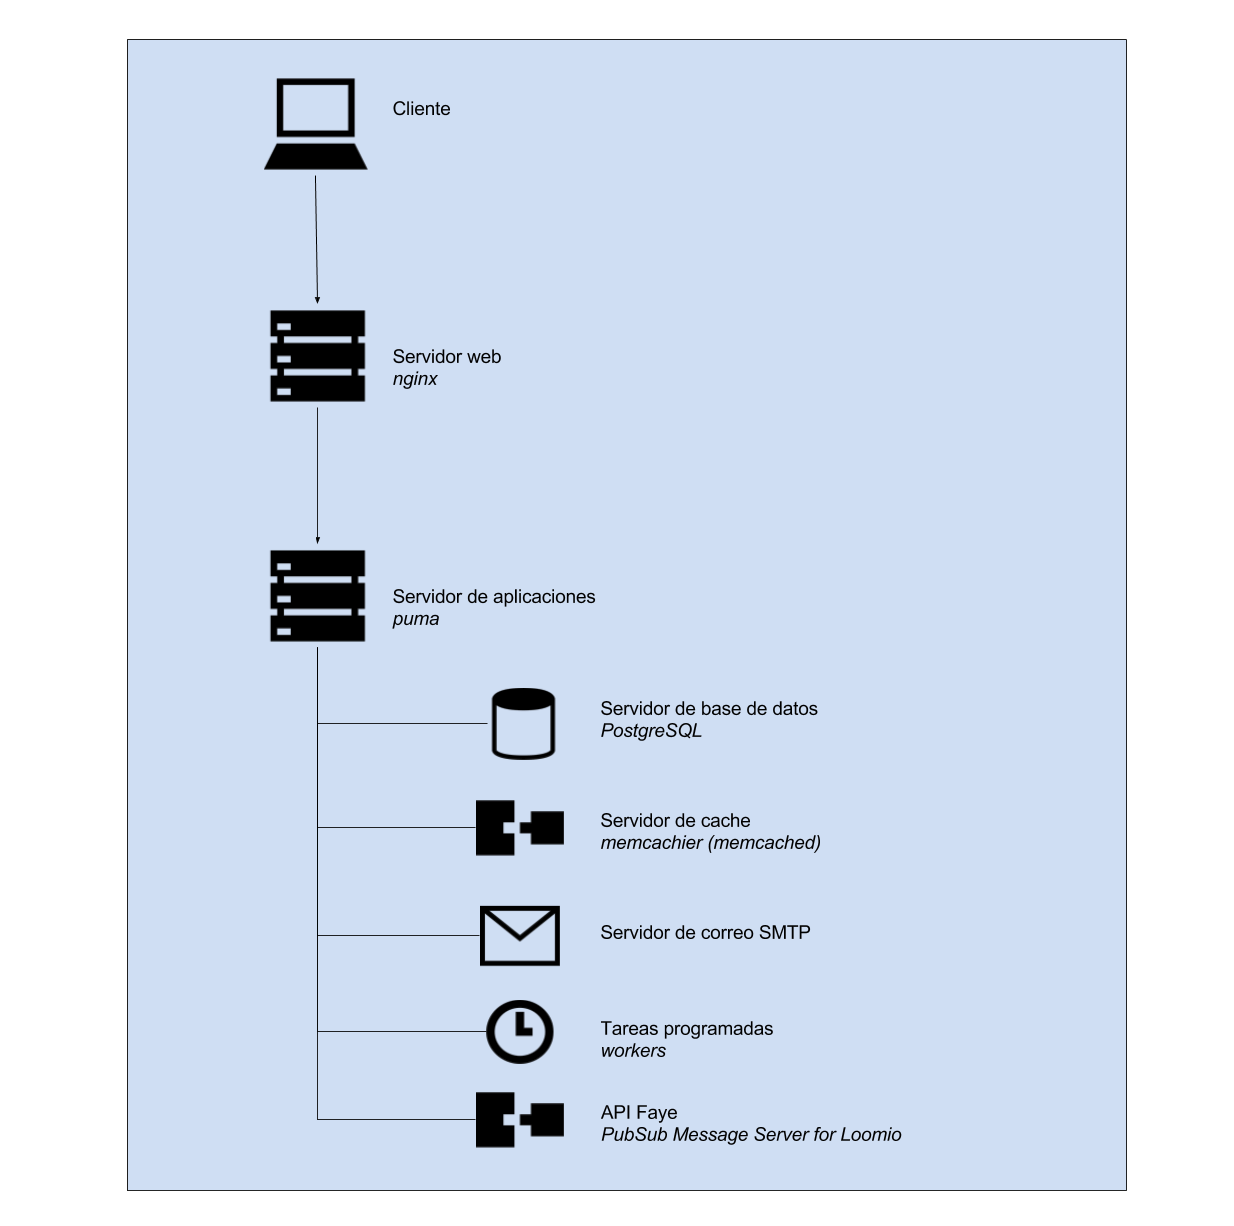 Cliente
Servidor web
nginx
Servidor de aplicaciones
puma
Servidor de base de datos
PostgreSQL
Servidor de cache
memcachier (memcached)
Servidor de correo SMTP
Tareas programadas
workers
API Faye
PubSub Message Server for Loomio